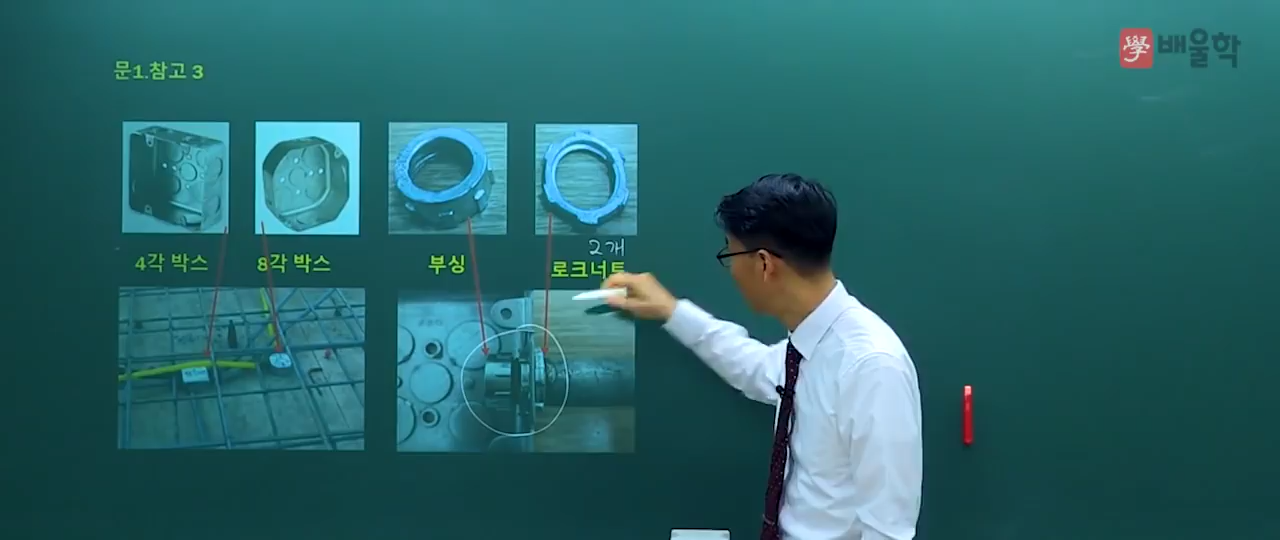 문1.참고 3
學 배울학
2개
4각 박스
8각 박스
부싱
로크너트